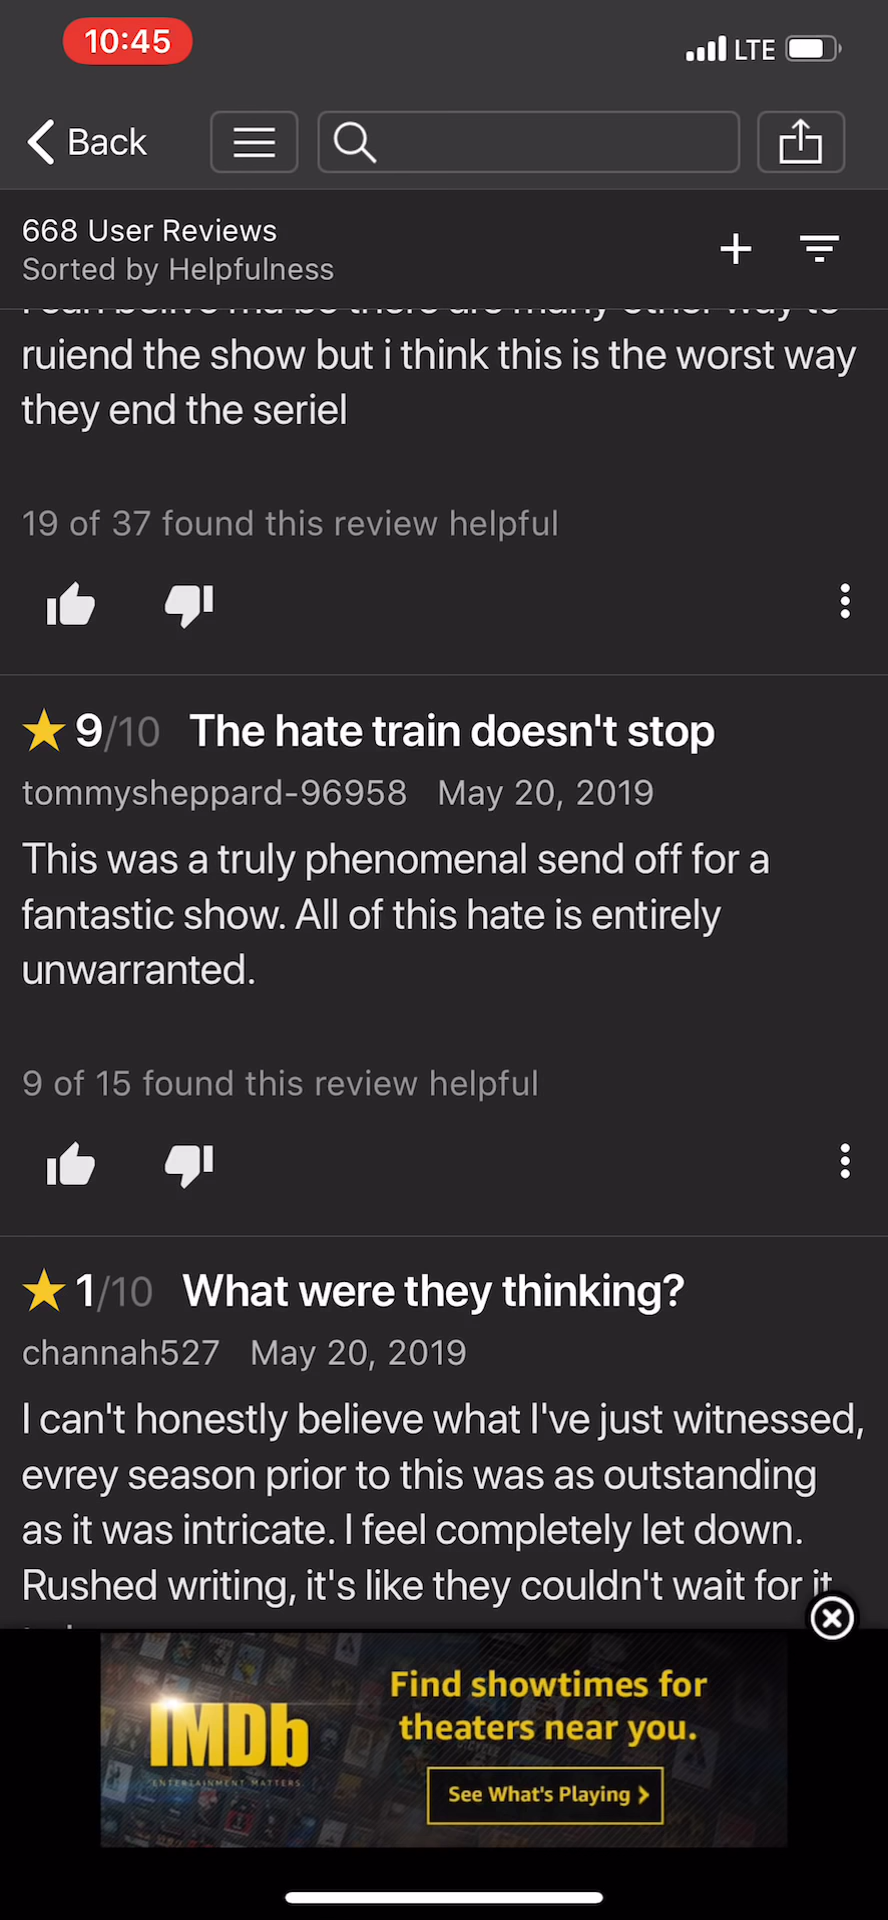 10:45
LTE
Back
668 User Reviews
Sorted by Helpfulness
ruiend the show but i think this is the worst way
they end the seriel
19 of 37 found this review helpful
9/10 The hate train doesn't stop
tommysheppard-96958 May 20, 2019
This was a truly phenomenal send off for a
fantastic show. All of this hate is entirely
unwarranted.
9 of 15 found this review helpful
1/10 What were they thinking?
channah527 May 20, 2019
I can't honestly believe what I've just witnessed,
evrey season prior to this was as outstanding
as it was intricate. I feel completely let down.
Rushed writing, it's like they couldn't wait for it
IMDb
ENTERTAINMENT MATTERS
Find showtimes for
theaters near you.
See What's Playing